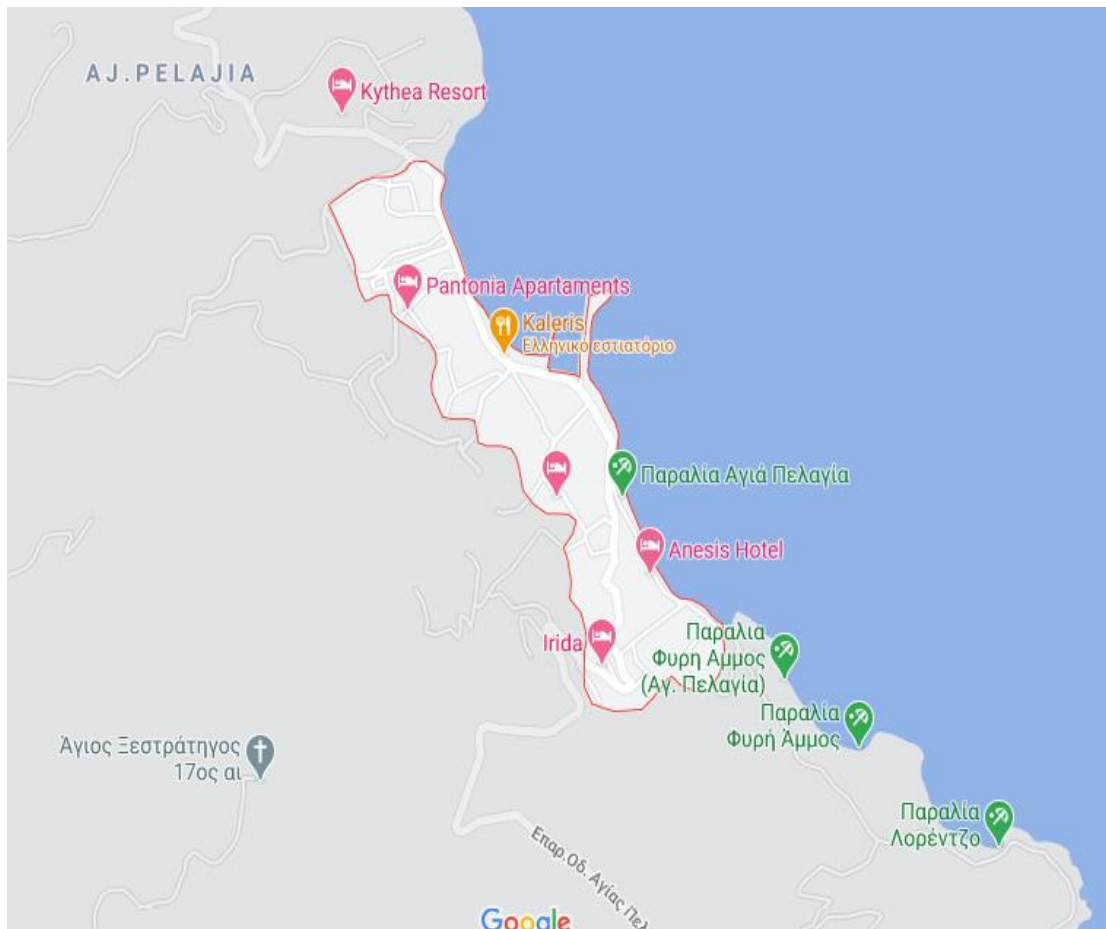 AJ.PELAJIA
Kythea Resort
Pantonia Apartaments
Kaleris
Ελληνικό εστιατόριο
Παραλία Αγιά Πελαγία
Anesis Hotel
Irida
Παραλια
Φυρη Αμμος
(Αγ. Πελαγία)
Παραλία
Φυρή Άμμος
Άγιος Ξεστράτηγος
17ος αι
Παραλία
Λορέντζο
Επαρ.Οδ. Αγίας Πελ
Google